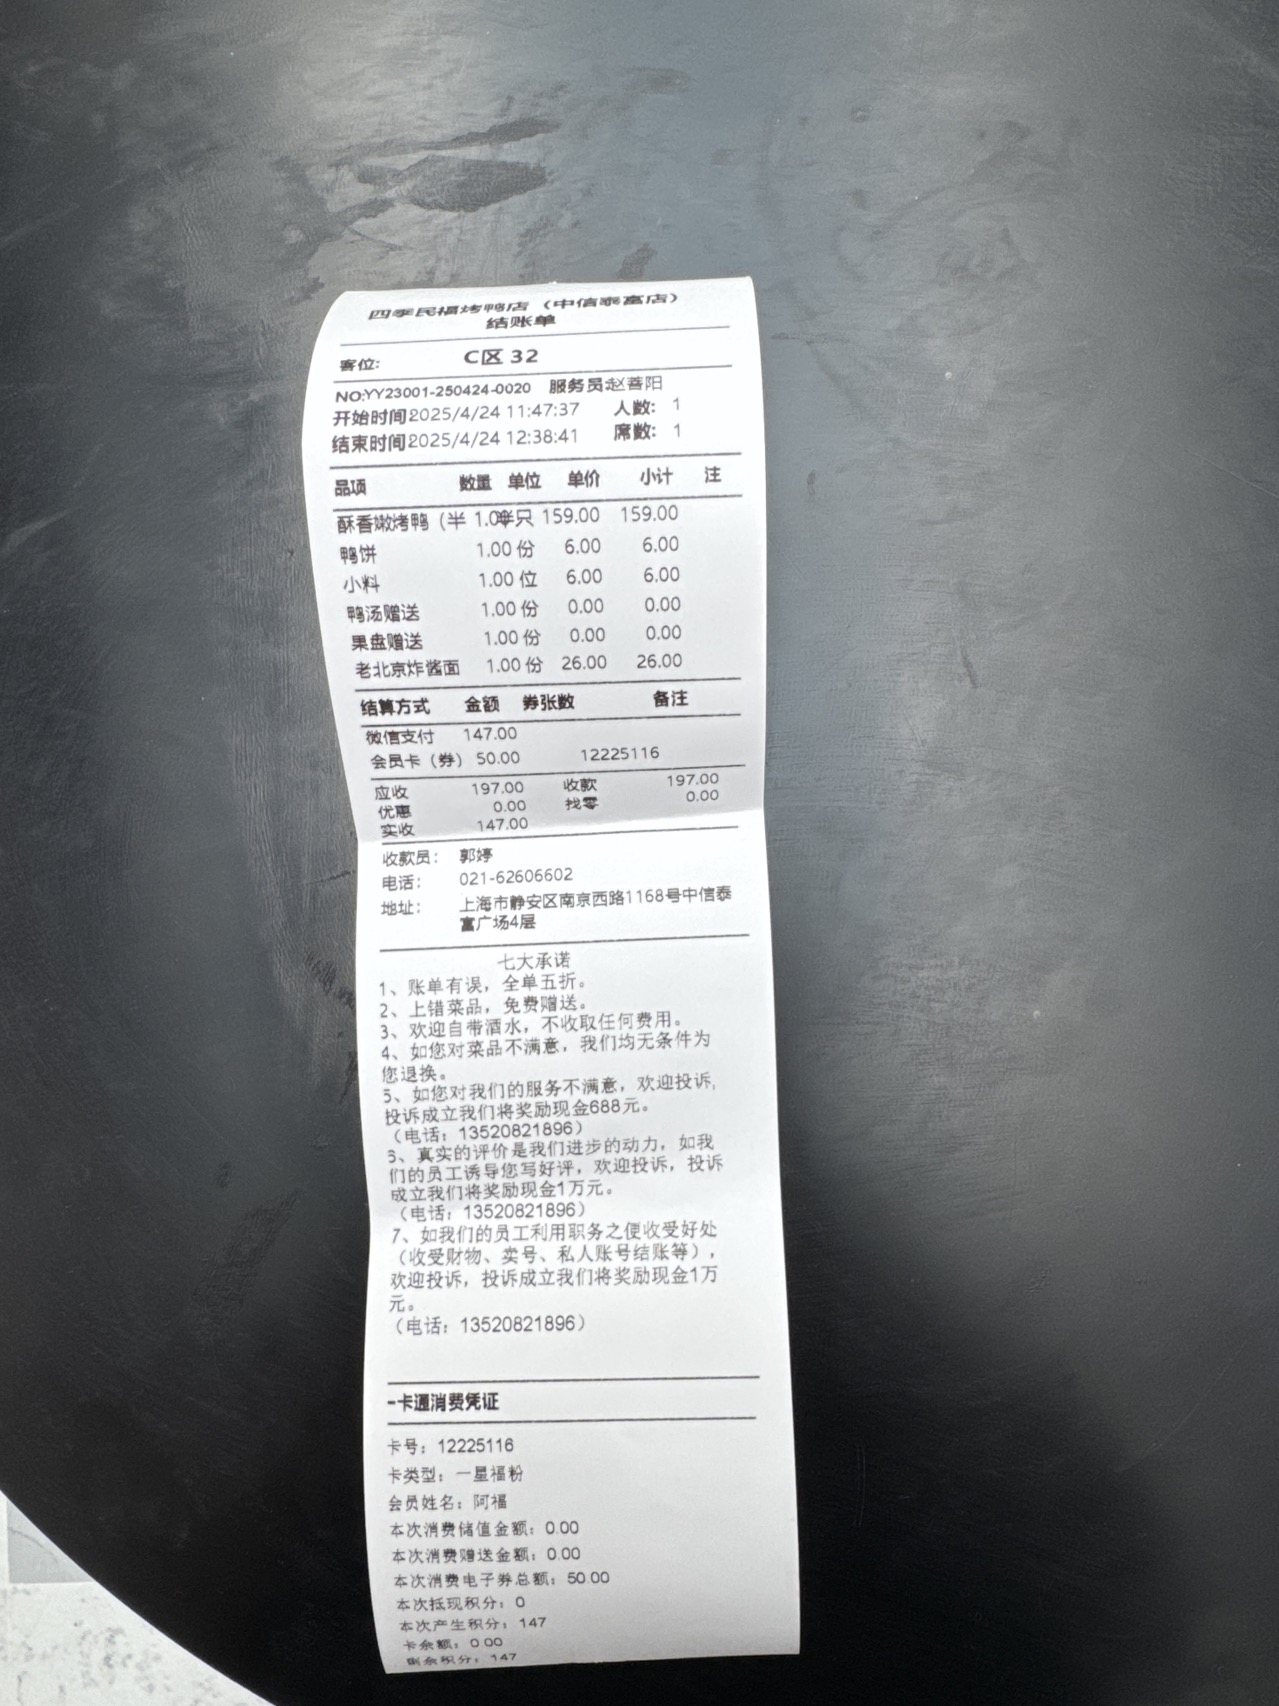 四季民福烤鸭店（中信泰富店）
结账单
客位: C区 32
NO:YY23001-250424-0020 服务员:赵善阳
开始时间2025/4/24 11:47:37 人数: 1
结束时间2025/4/24 12:38:41 席数: 1
品项 数量 单位 单价 小计 注
酥香嫩烤鸭（半 1.00半只 159.00 159.00
鸭饼 1.00 份 6.00 6.00
小料 1.00 位 6.00 6.00
鸭汤赠送 1.00 份 0.00 0.00
果盘赠送 1.00 份 0.00 0.00
老北京炸酱面 1.00 份 26.00 26.00
结算方式 金额 券张数 备注
微信支付 147.00
会员卡（券） 50.00 12225116
应收 197.00 收款 197.00
优惠 0.00 找零 0.00
实收 147.00
收款员: 郭婷
电话: 021-62606602
地址: 上海市静安区南京西路1168号中信泰
富广场4层
七大承诺
1、账单有误，全单五折。
2、上错菜品，免费赠送。
3、欢迎自带酒水，不收取任何费用。
4、如您对菜品不满意，我们均无条件为
您退换。
5、如您对我们的服务不满意，欢迎投诉,
投诉成立我们将奖励现金688元。
（电话：13520821896）
6、真实的评价是我们进步的动力，如我
们的员工诱导您写好评，欢迎投诉，投诉
成立我们将奖励现金1万元。
（电话：13520821896）
7、如我们的员工利用职务之便收受好处
（收受财物、卖号、私人账号结账等），
欢迎投诉，投诉成立我们将奖励现金1万
元。
（电话：13520821896）
-卡通消费凭证
卡号：12225116
卡类型：一星福粉
会员姓名：阿福
本次消费储值金额：0.00
本次消费赠送金额：0.00
本次消费电子券总额：50.00
本次抵现积分：0
本次产生积分：147
卡余额：0.00
剩余积分：147